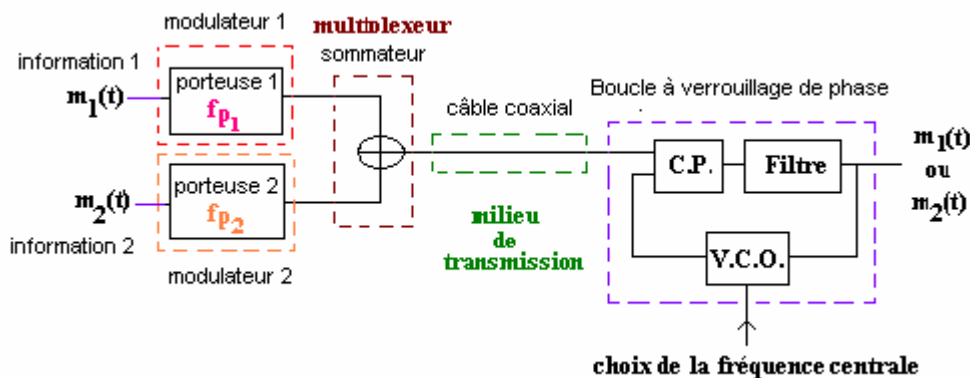 modulateur 1
multiplexeur
sommateur
information 1
m1(t)
porteuse 1
fp1
m2(t)
information 2
porteuse 2
fp2
modulateur 2
câble coaxial
milieu
de
transmission
Boucle à verrouillage de phase
C.P.
Filtre
V.C.O.
m1(t)
ou
m2(t)
choix de la fréquence centrale